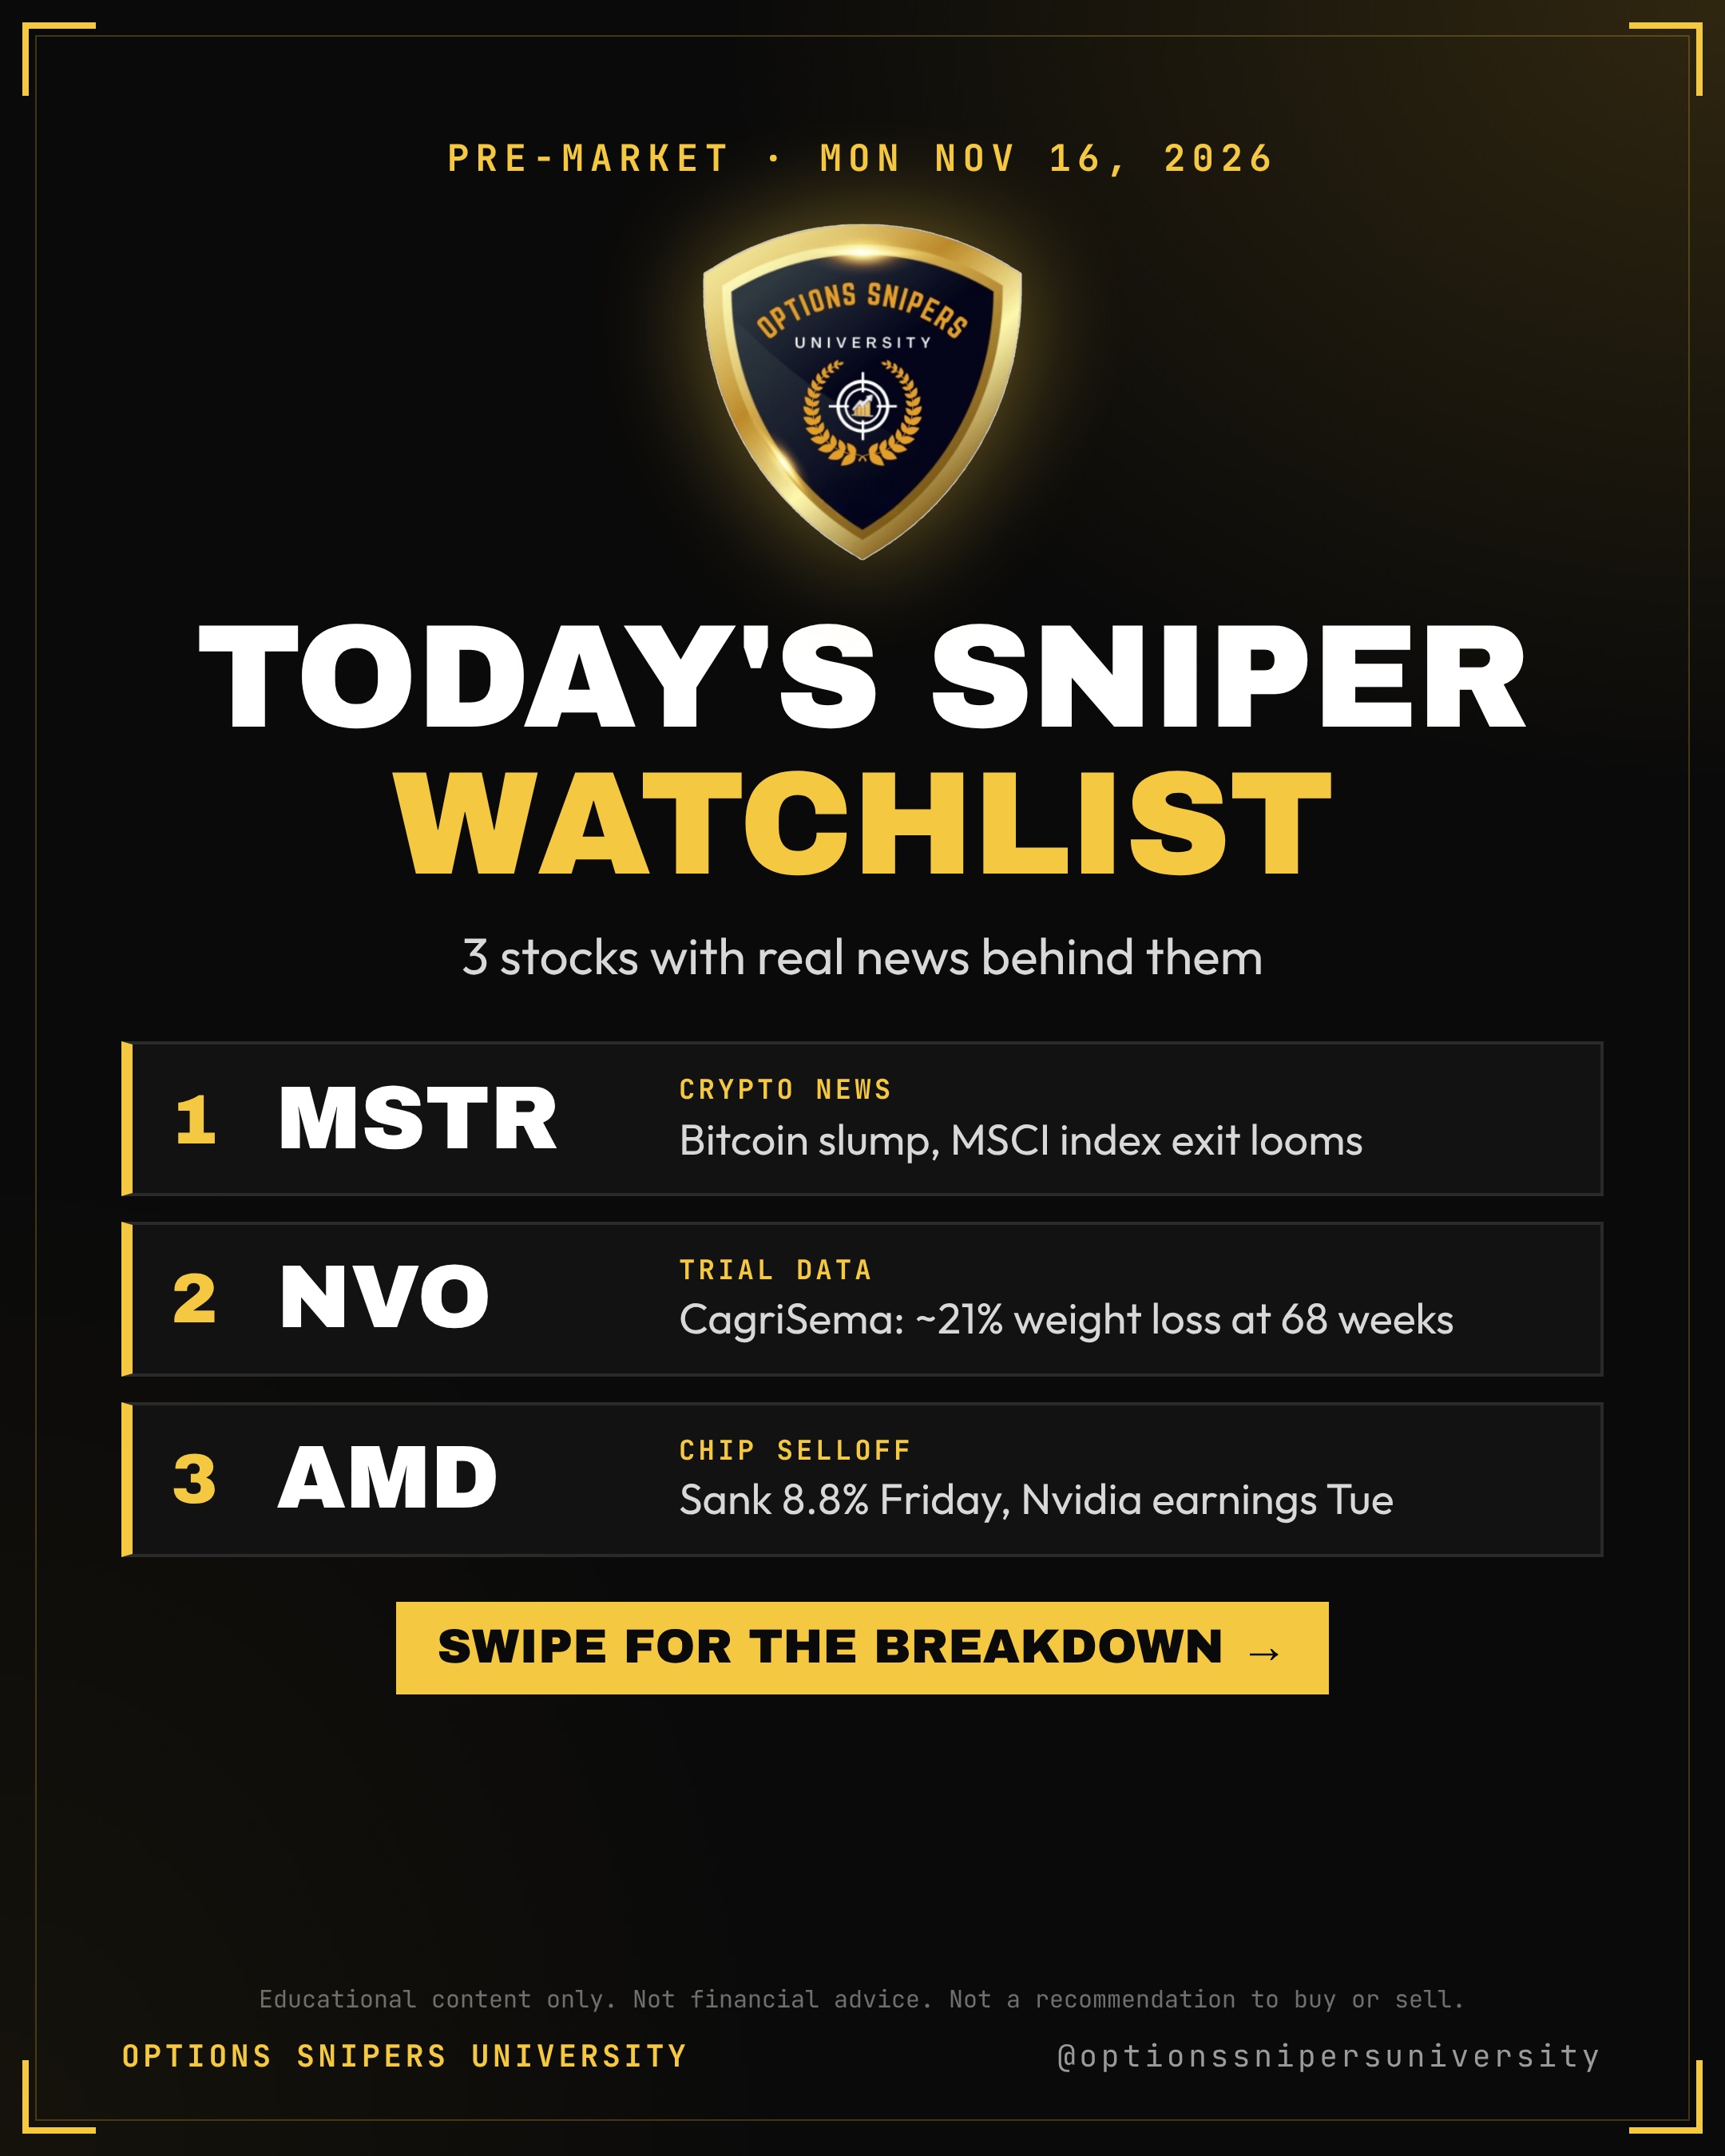 PRE-MARKET · MON NOV 16, 2026
OPTIONS SNIPERS
UNIVERSITY
TODAY'S SNIPER
WATCHLIST
3 stocks with real news behind them
1 MSTR
CRYPTO NEWS
Bitcoin slump, MSCI index exit looms
2 NVO
TRIAL DATA
CagriSema: ~21% weight loss at 68 weeks
3 AMD
CHIP SELLOFF
Sank 8.8% Friday, Nvidia earnings Tue
SWIPE FOR THE BREAKDOWN →
Educational content only. Not financial advice. Not a recommendation to buy or sell.
OPTIONS SNIPERS UNIVERSITY
@optionssnipersuniversity